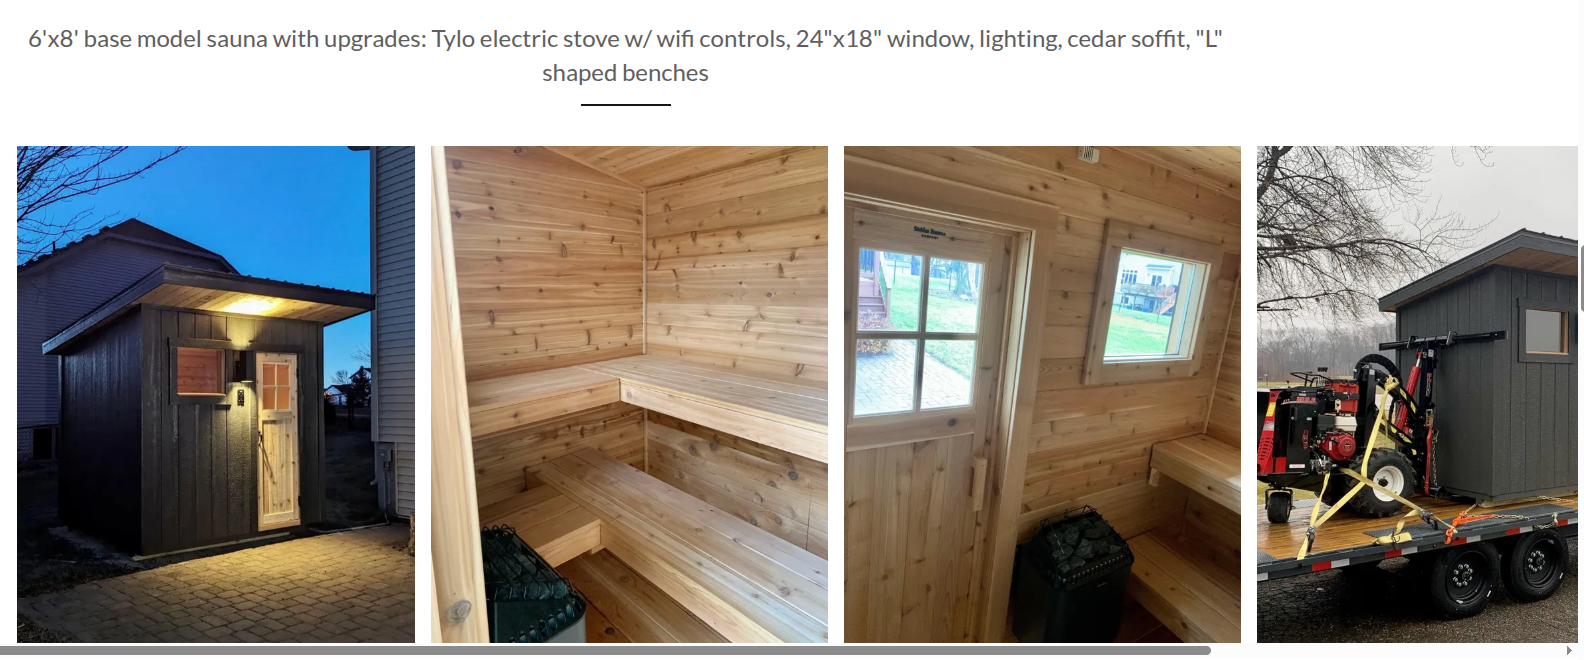 6'x8' base model sauna with upgrades: Tylo electric stove w/ wifi controls, 24"x18" window, lighting, cedar soffit, "L"
shaped benches